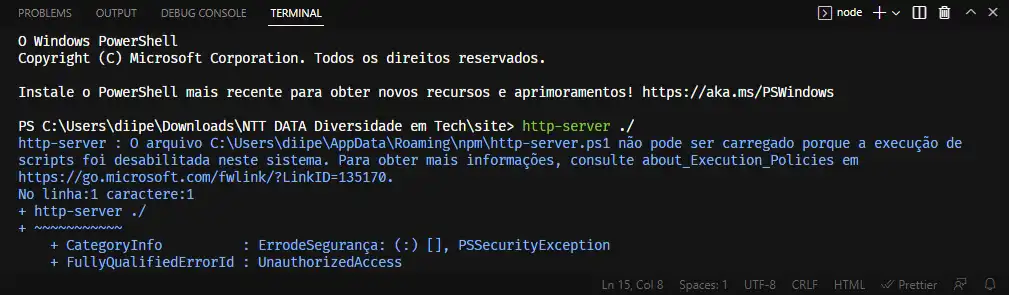 PROBLEMS OUTPUT DEBUG CONSOLE TERMINAL node
O Windows PowerShell
Copyright (C) Microsoft Corporation. Todos os direitos reservados.
Instale o PowerShell mais recente para obter novos recursos e aprimoramentos! https://aka.ms/PSWindows
PS C:\Users\diipe\Downloads\NTT DATA Diversidade em Tech\site> http-server ./
http-server : O arquivo C:\Users\diipe\AppData\Roaming\npm\http-server.ps1 não pode ser carregado porque a execução de
scripts foi desabilitada neste sistema. Para obter mais informações, consulte about_Execution_Policies em
https://go.microsoft.com/fwlink/?LinkID=135170.
No linha:1 caractere:1
+ http-server ./
+ ~~~~~~~~~~~
+ CategoryInfo : ErrodeSegurança: (:) [], PSSecurityException
+ FullyQualifiedErrorId : UnauthorizedAccess
Ln 15, Col 8 Spaces: 1 UTF-8 CRLF HTML Prettier